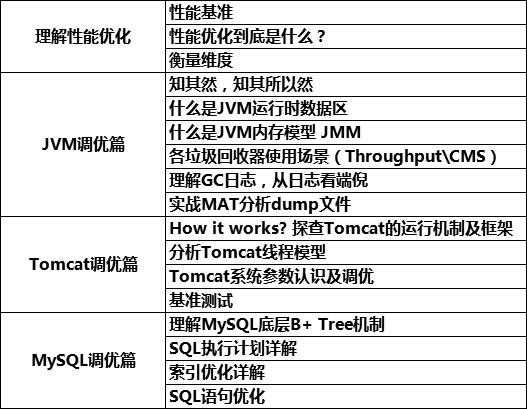 理解性能优化
性能基准
性能优化到底是什么？
衡量维度
JVM调优篇
知其然，知其所以然
什么是JVM运行时数据区
什么是JVM内存模型 JMM
各垃圾回收器使用场景（Throughput\CMS）
理解GC日志，从日志看端倪
实战MAT分析dump文件
Tomcat调优篇
How it works? 探查Tomcat的运行机制及框架
分析Tomcat线程模型
Tomcat系统参数认识及调优
基准测试
MySQL调优篇
理解MySQL底层B+ Tree机制
SQL执行计划详解
索引优化详解
SQL语句优化